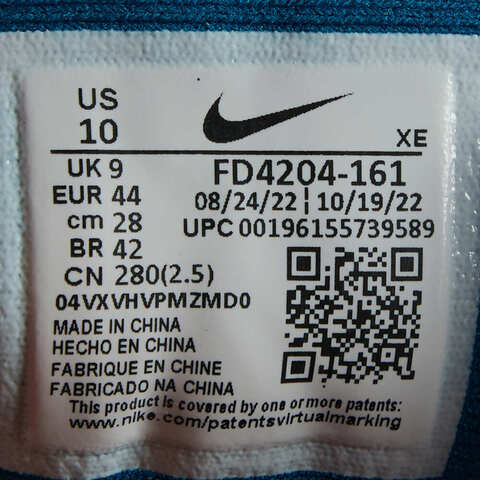 US
10
XE
UK 9
EUR 44
cm 28
BR 42
CN 280(2.5)
FD4204-161
08/24/22 | 10/19/22
UPC 00196155739589
04VXVHVPMZMD0
MADE IN CHINA
HECHO EN CHINA
FABRIQUE EN CHINE
FABRICADO NA CHINA
This product is covered by one or more patents:
www.nike.com/patentsvirtualmarking